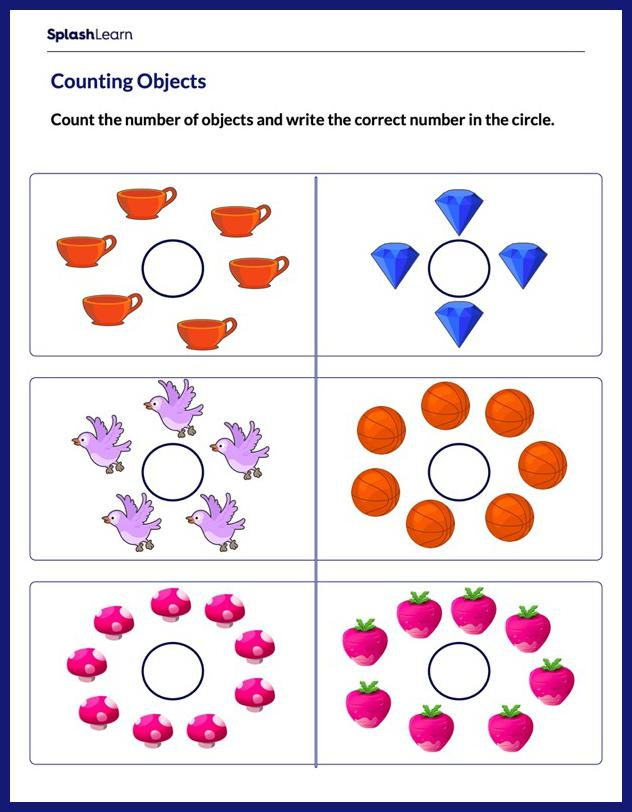 SplashLearn
Counting Objects
Count the number of objects and write the correct number in the circle.